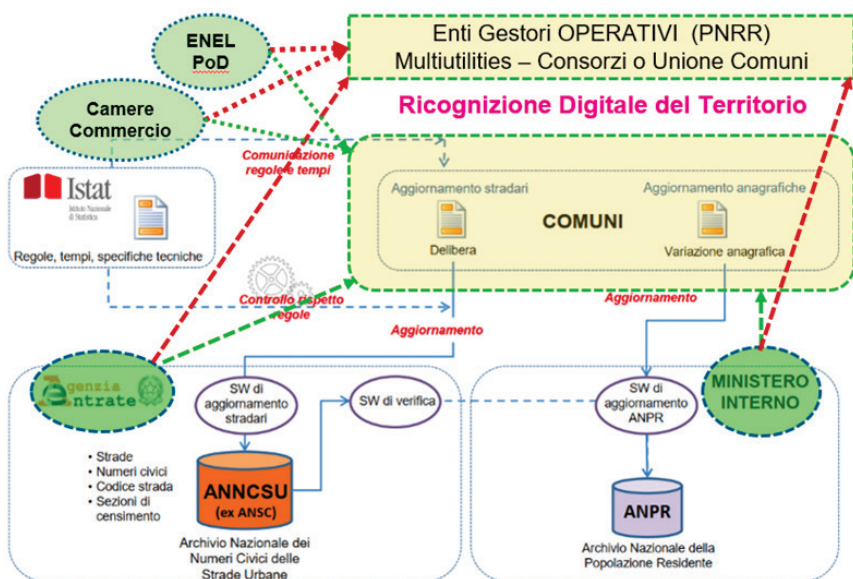 ENEL
PoD
Enti Gestori OPERATIVI (PNRR)
Multiutilities – Consorzi o Unione Comuni
Camere
Commercio
Ricognizione Digitale del Territorio
Comunicazione
regole e tempi
Istat
Istituto Nazionale
di Statistica
Regole, tempi, specifiche tecniche
Aggiornamento stradari
Delibera
COMUNI
Aggiornamento anagrafiche
Variazione anagrafica
Controllo rispetto
regole
Aggiornamento
Aggiornamento
Agenzia
Entrate
SW di
aggiornamento
stradari
SW di verifica
SW di
aggiornamento
ANPR
MINISTERO
INTERNO
• Strade
• Numeri civici
• Codice strada
• Sezioni di
censimento
ANNCSU
(ex ANSC)
Archivio Nazionale dei
Numeri Civici delle
Strade Urbane
ANPR
Archivio Nazionale della
Popolazione Residente